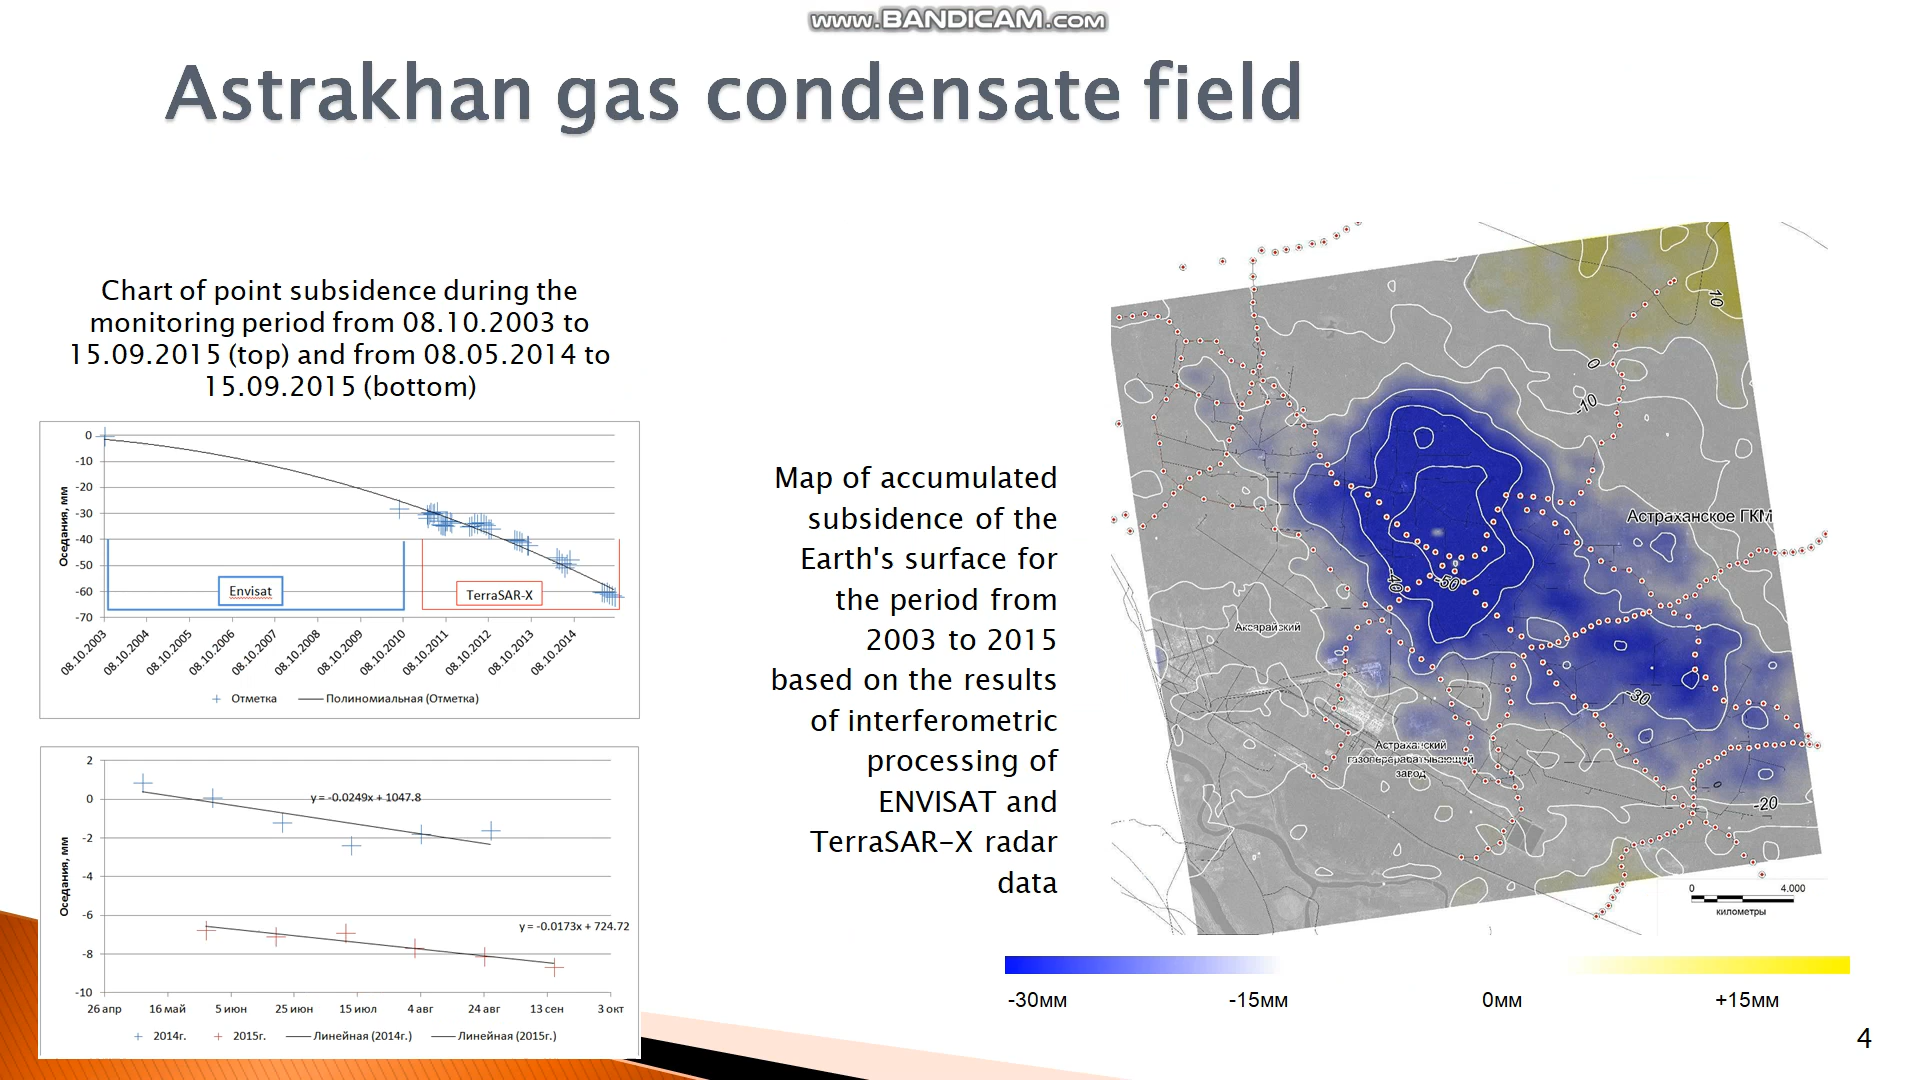 www.BANDICAM.com
Astrakhan gas condensate field
Chart of point subsidence during the
monitoring period from 08.10.2003 to
15.09.2015 (top) and from 08.05.2014 to
15.09.2015 (bottom)
Оседания, мм
0
-10
-20
-30
-40
-50
-60
-70
Envisat
TerraSAR-X
08.10.2003
08.10.2004
08.10.2005
08.10.2006
08.10.2007
08.10.2008
08.10.2009
08.10.2010
08.10.2011
08.10.2012
08.10.2013
08.10.2014
Отметка
Полиномиальная (Отметка)
Оседания, мм
2
0
-2
-4
-6
-8
-10
y = -0.0249x + 1047.8
y = -0.0173x + 724.72
26 апр 16 май 5 июн 25 июн 15 июл 4 авг 24 авг 13 сен 3 окт
2014г. 2015г. Линейная (2014г.) Линейная (2015г.)
Map of accumulated
subsidence of the
Earth's surface for
the period from
2003 to 2015
based on the results
of interferometric
processing of
ENVISAT and
TerraSAR-X radar
data
10
0
-10
Астраханское ГКМ
-40
-50
Аксарайский
-30
Астраханский
газоперерабатывающий
завод
0
-20
0 4.000
километры
-30мм -15мм 0мм +15мм
4